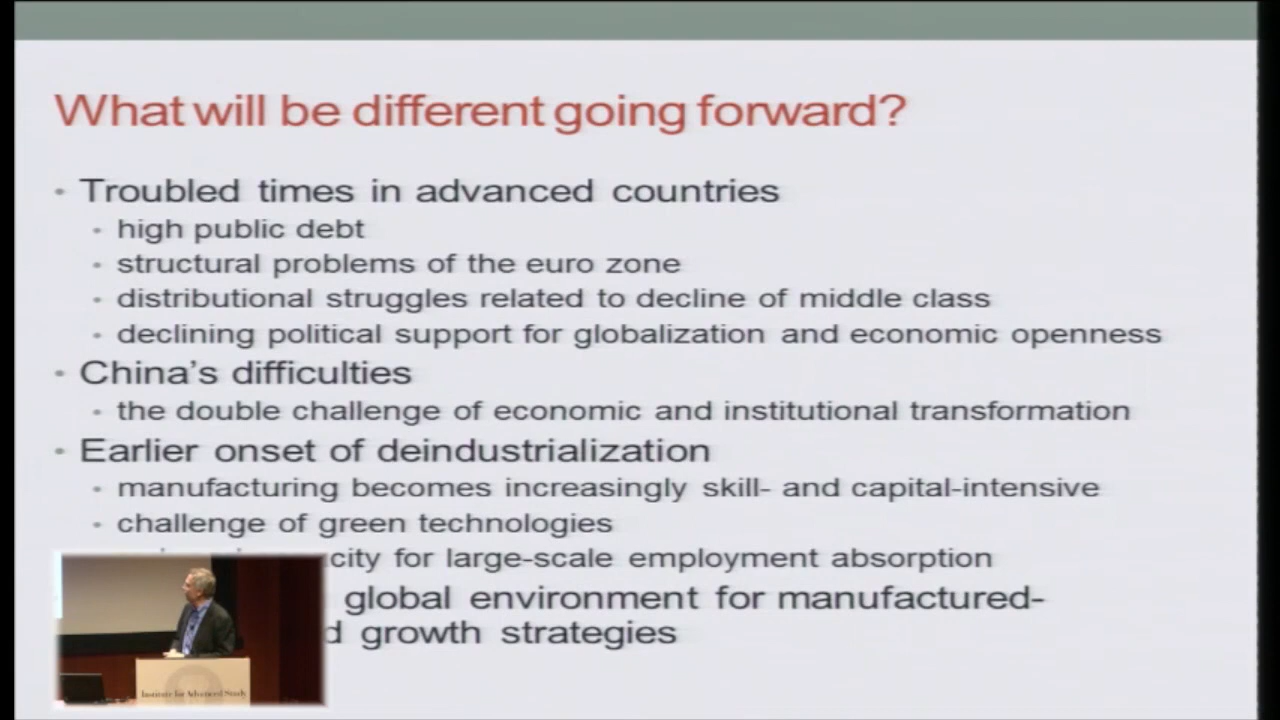 What will be different going forward?
• Troubled times in advanced countries
• high public debt
• structural problems of the euro zone
• distributional struggles related to decline of middle class
• declining political support for globalization and economic openness
• China's difficulties
• the double challenge of economic and institutional transformation
• Earlier onset of deindustrialization
• manufacturing becomes increasingly skill- and capital-intensive
• challenge of green technologies
for large-scale employment absorption
global environment for manufactured-
growth strategies
Institute for Advanced Study